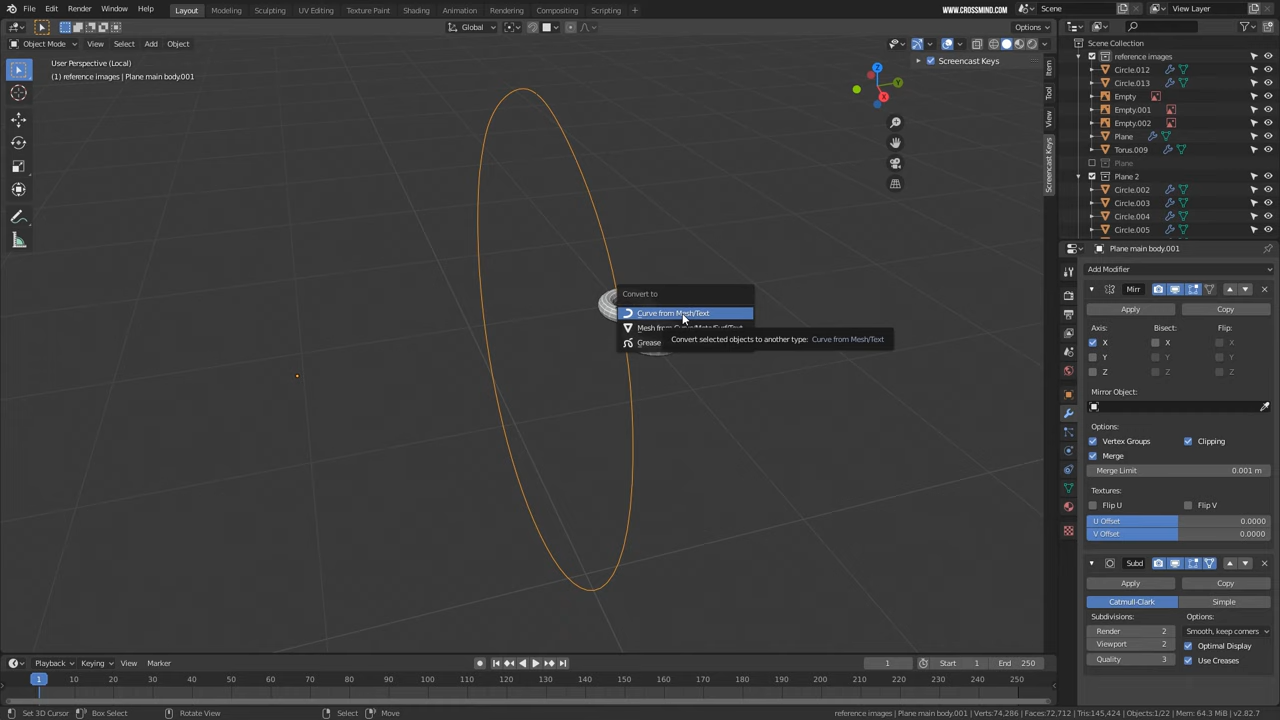 File Edit Render Window Help Layout Modeling Sculpting UV Editing Texture Paint Shading Animation Rendering Compositing Scripting + WWW.CROSSMIND.COM Scene View Layer
Global Options
Object Mode View Select Add Object
User Perspective (Local)
(1) reference images | Plane main body.001
Screencast Keys
Z
Y
X
Item
Tool
View
Screencast Keys
Scene Collection
reference images
Circle.012
Circle.013
Empty
Empty.001
Empty.002
Plane
Torus.009
Plane
Plane 2
Circle.002
Circle.003
Circle.004
Circle.005
Convert to
Curve from Mesh/Text
Mesh from Curve/Meta/Surf/Text
Grease
Convert selected objects to another type: Curve from Mesh/Text
Plane main body.001
Add Modifier
Mirr
Apply Copy
Axis: Bisect: Flip:
X X X
Y Y Y
Z Z Z
Mirror Object:
Options:
Vertex Groups Clipping
Merge
Merge Limit 0.001 m
Textures:
Flip U Flip V
U Offset 0.0000
V Offset 0.0000
Subd
Apply Copy
Catmull-Clark Simple
Subdivisions: Options:
Render 2 Smooth, keep corners
Viewport 2 Optimal Display
Quality 3 Use Creases
Playback Keying View Marker 1 Start 1 End 250
1 10 20 30 40 50 60 70 80 90 100 110 120 130 140 150 160 170 180 190 200 210 220 230 240 250
Set 3D Cursor Box Select Rotate View Select Move reference images | Plane main body.001 | Verts:74,286 | Faces:72,712 | Tris:145,424 | Objects:1/22 | Mem: 64.3 MiB | v2.82.7